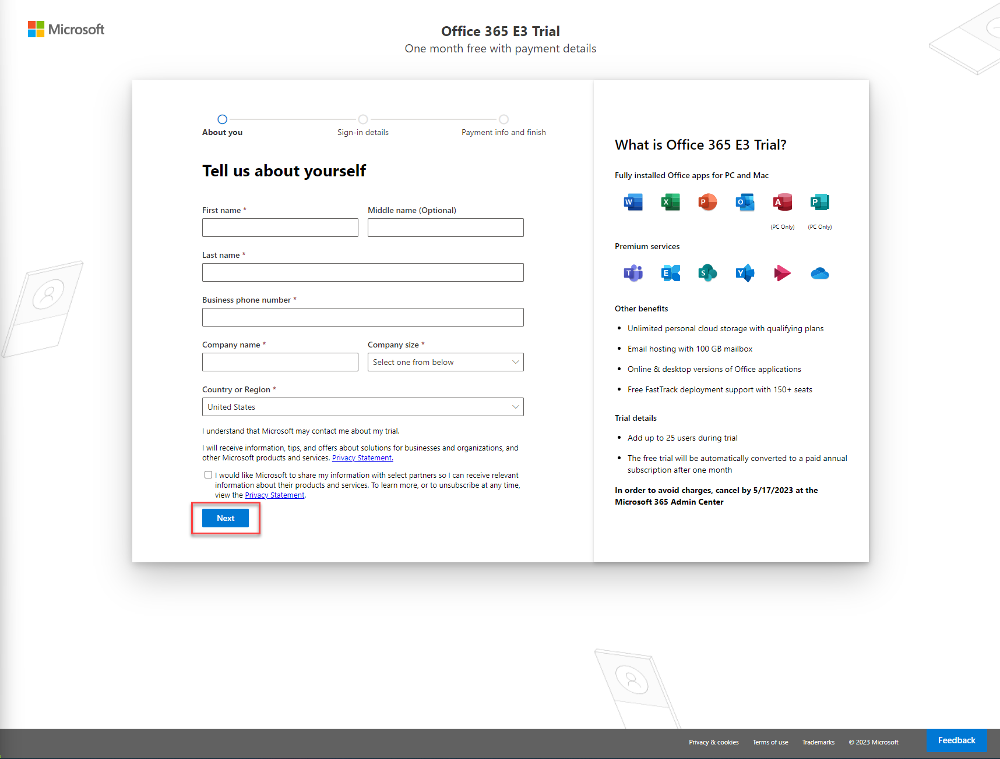 Microsoft
Office 365 E3 Trial
One month free with payment details
About you
Sign-in details
Payment info and finish
Tell us about yourself
First name *
Middle name (Optional)
Last name *
Business phone number *
Company name *
Company size *
Select one from below
Country or Region *
United States
I understand that Microsoft may contact me about my trial.
I will receive information, tips, and offers about solutions for businesses and organizations, and
other Microsoft products and services. Privacy Statement.
I would like Microsoft to share my information with select partners so I can receive relevant
information about their products and services. To learn more, or to unsubscribe at any time,
view the Privacy Statement.
Next
What is Office 365 E3 Trial?
Fully installed Office apps for PC and Mac
W X P O A P
(PC Only) (PC Only)
Premium services
T E S Y
Other benefits
• Unlimited personal cloud storage with qualifying plans
• Email hosting with 100 GB mailbox
• Online & desktop versions of Office applications
• Free FastTrack deployment support with 150+ seats
Trial details
• Add up to 25 users during trial
• The free trial will be automatically converted to a paid annual
subscription after one month
In order to avoid charges, cancel by 5/17/2023 at the
Microsoft 365 Admin Center
Privacy & cookies Terms of use Trademarks © 2023 Microsoft
Feedback